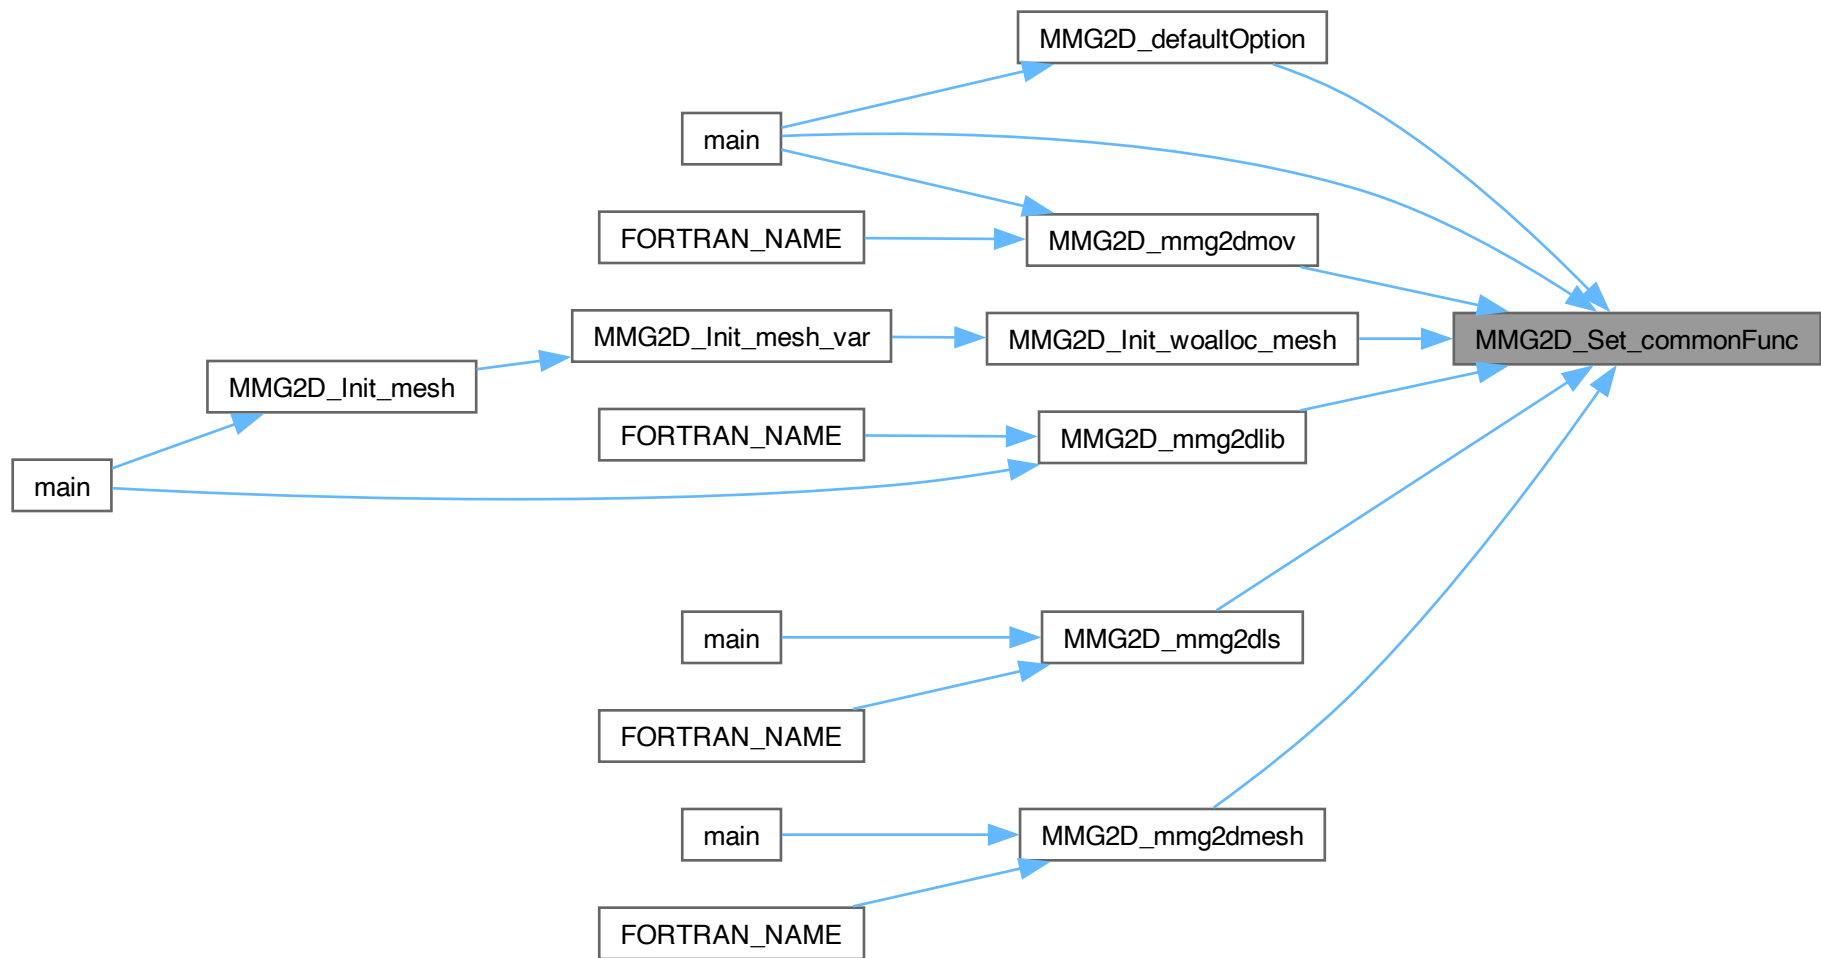 MMG2D_defaultOption
main
FORTRAN_NAME
MMG2D_mmg2dmov
MMG2D_Init_mesh_var
MMG2D_Init_woalloc_mesh
MMG2D_Set_commonFunc
MMG2D_Init_mesh
FORTRAN_NAME
MMG2D_mmg2dlib
main
main
MMG2D_mmg2dls
FORTRAN_NAME
main
MMG2D_mmg2dmesh
FORTRAN_NAME